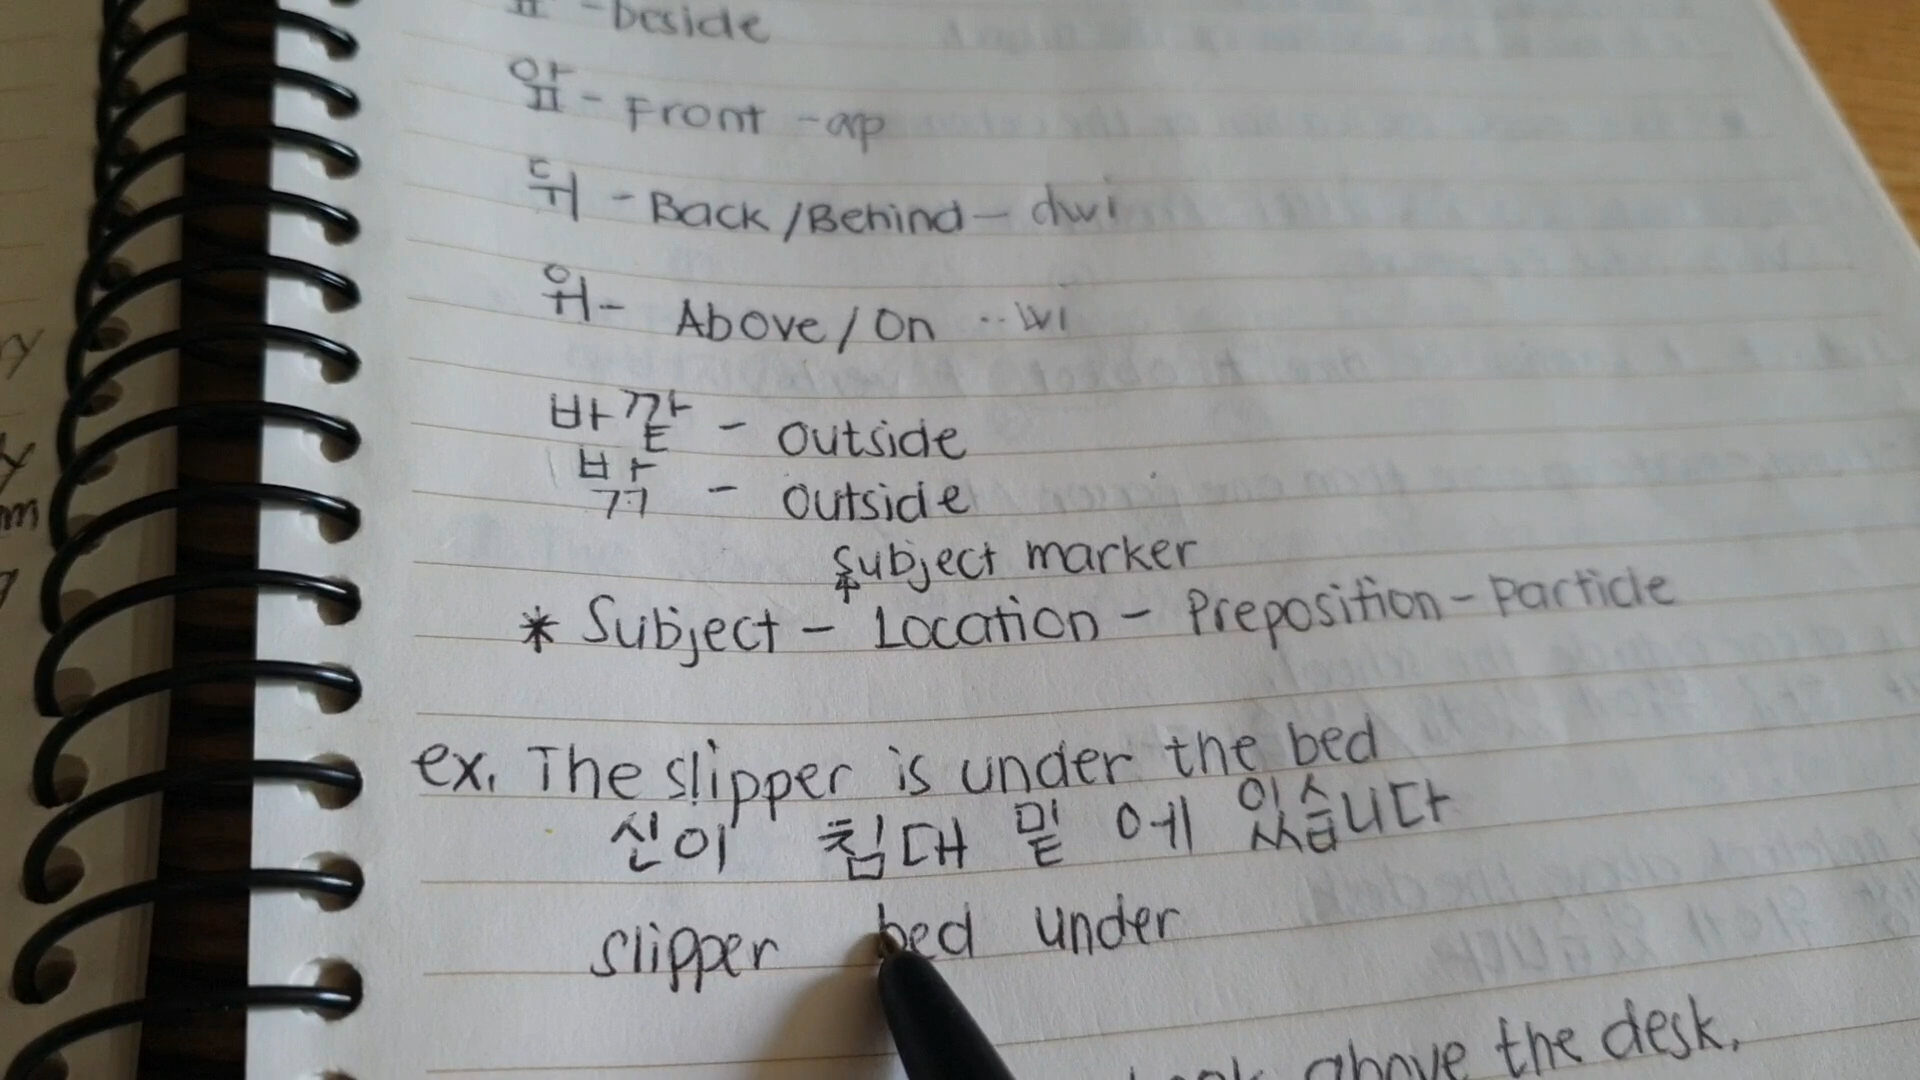 -beside
앞 - Front -ap
뒤 - Back/Behind - dwi
위 - Above/On -wi
바깥 - outside
밖 - outside
subject marker
* Subject - Location - Preposition - Particle
ex. The slipper is under the bed
신이 침대 밑 에 있습니다
slipper bed under
above the desk.